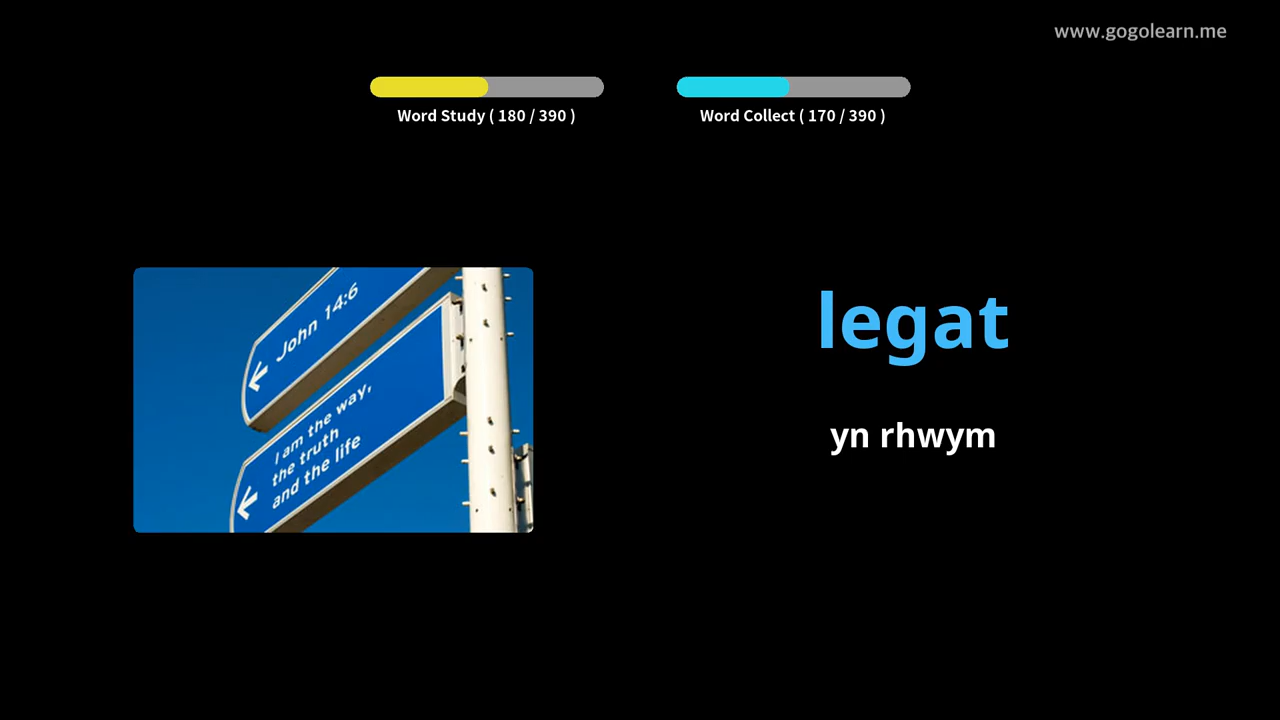 www.gogolearn.me
Word Study ( 180 / 390 )
Word Collect ( 170 / 390 )
John 14:6
I am the way,
the truth
and the life
legat
yn rhwym